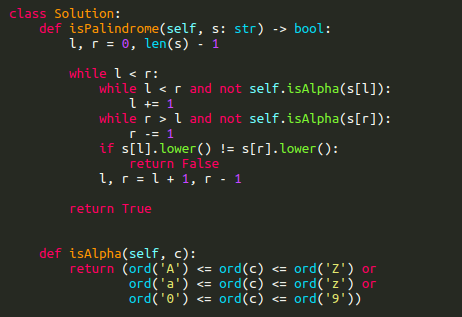 class Solution:
    def isPalindrome(self, s: str) -> bool:
        l, r = 0, len(s) - 1

        while l < r:
            while l < r and not self.isAlpha(s[l]):
                l += 1
            while r > l and not self.isAlpha(s[r]):
                r -= 1
            if s[l].lower() != s[r].lower():
                return False
            l, r = l + 1, r - 1

        return True


    def isAlpha(self, c):
        return (ord('A') <= ord(c) <= ord('Z') or
                ord('a') <= ord(c) <= ord('z') or
                ord('0') <= ord(c) <= ord('9'))